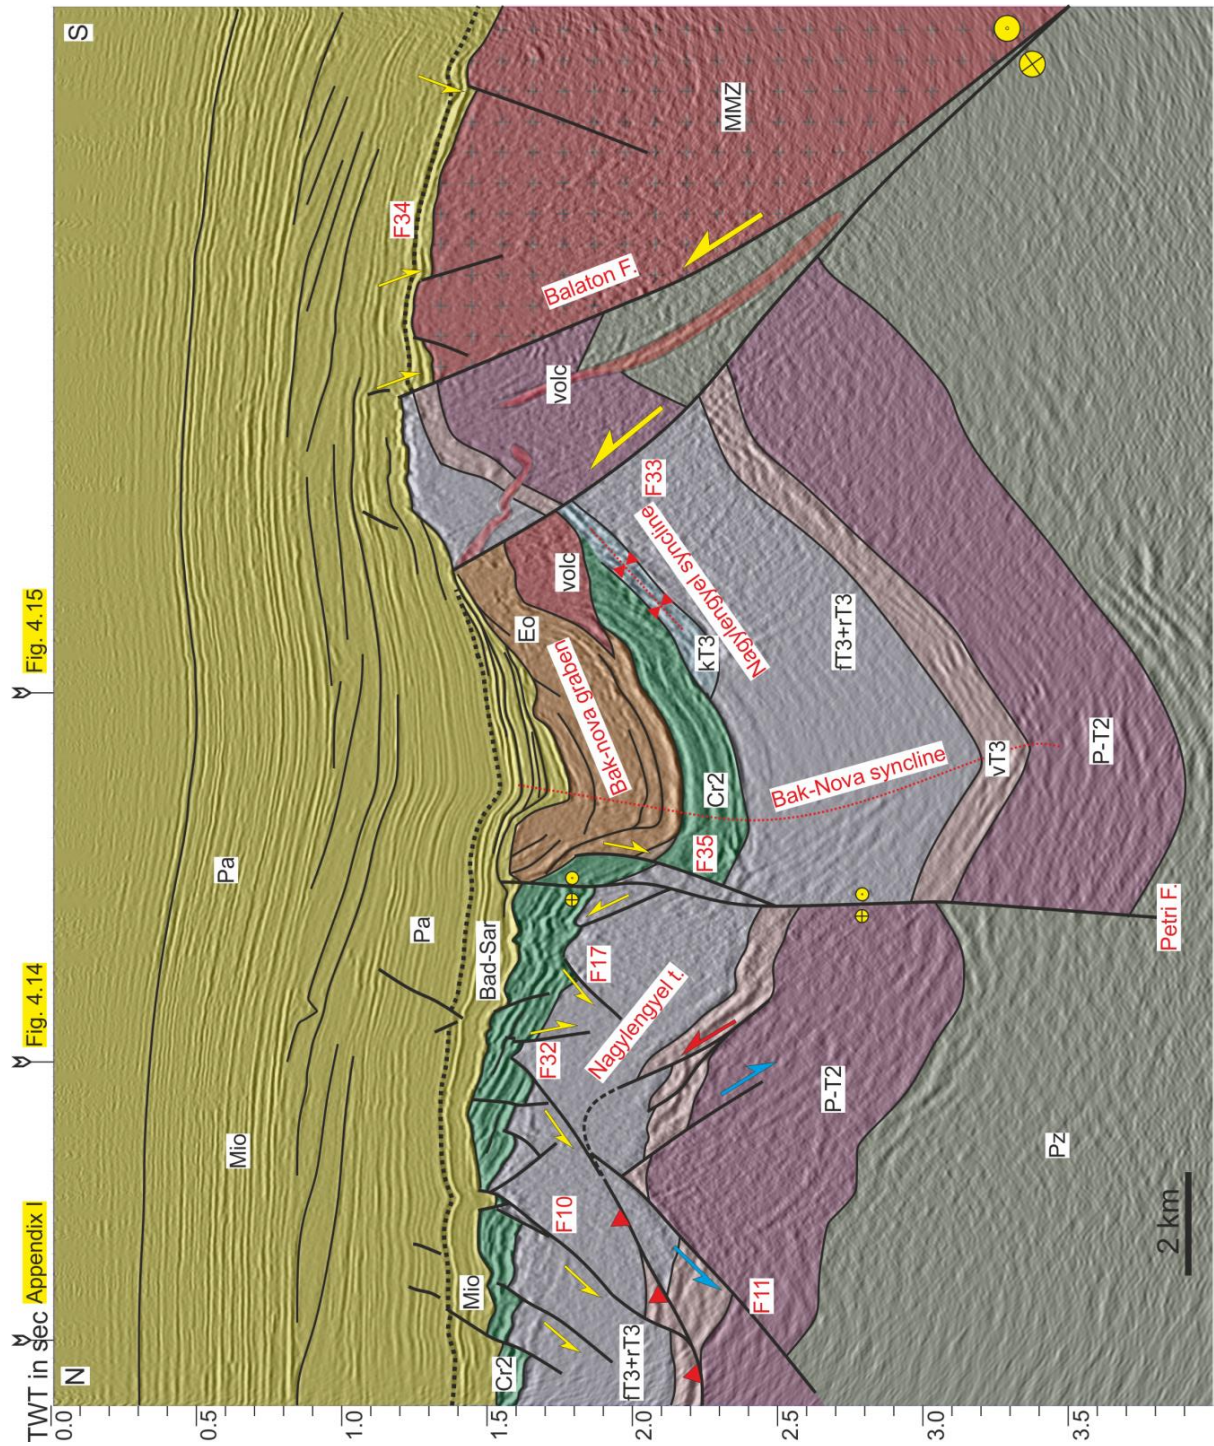 TWT in sec
Appendix I
Fig. 4.14
Fig. 4.15
N
S
0.0
0.5
1.0
1.5
2.0
2.5
3.0
3.5
Mio
Pa
Pa
F34
Bad-Sar
Mio
Cr2
F32
F17
F10
fT3+rT3
Nagylengyel t.
F11
P-T2
Pz
Petri F.
Eo
volc
Bak-nova graben
Cr2
F35
kT3
Nagylengyel syncline
F33
Bak-Nova syncline
fT3+rT3
vT3
P-T2
volc
Balaton F.
MMZ
2 km